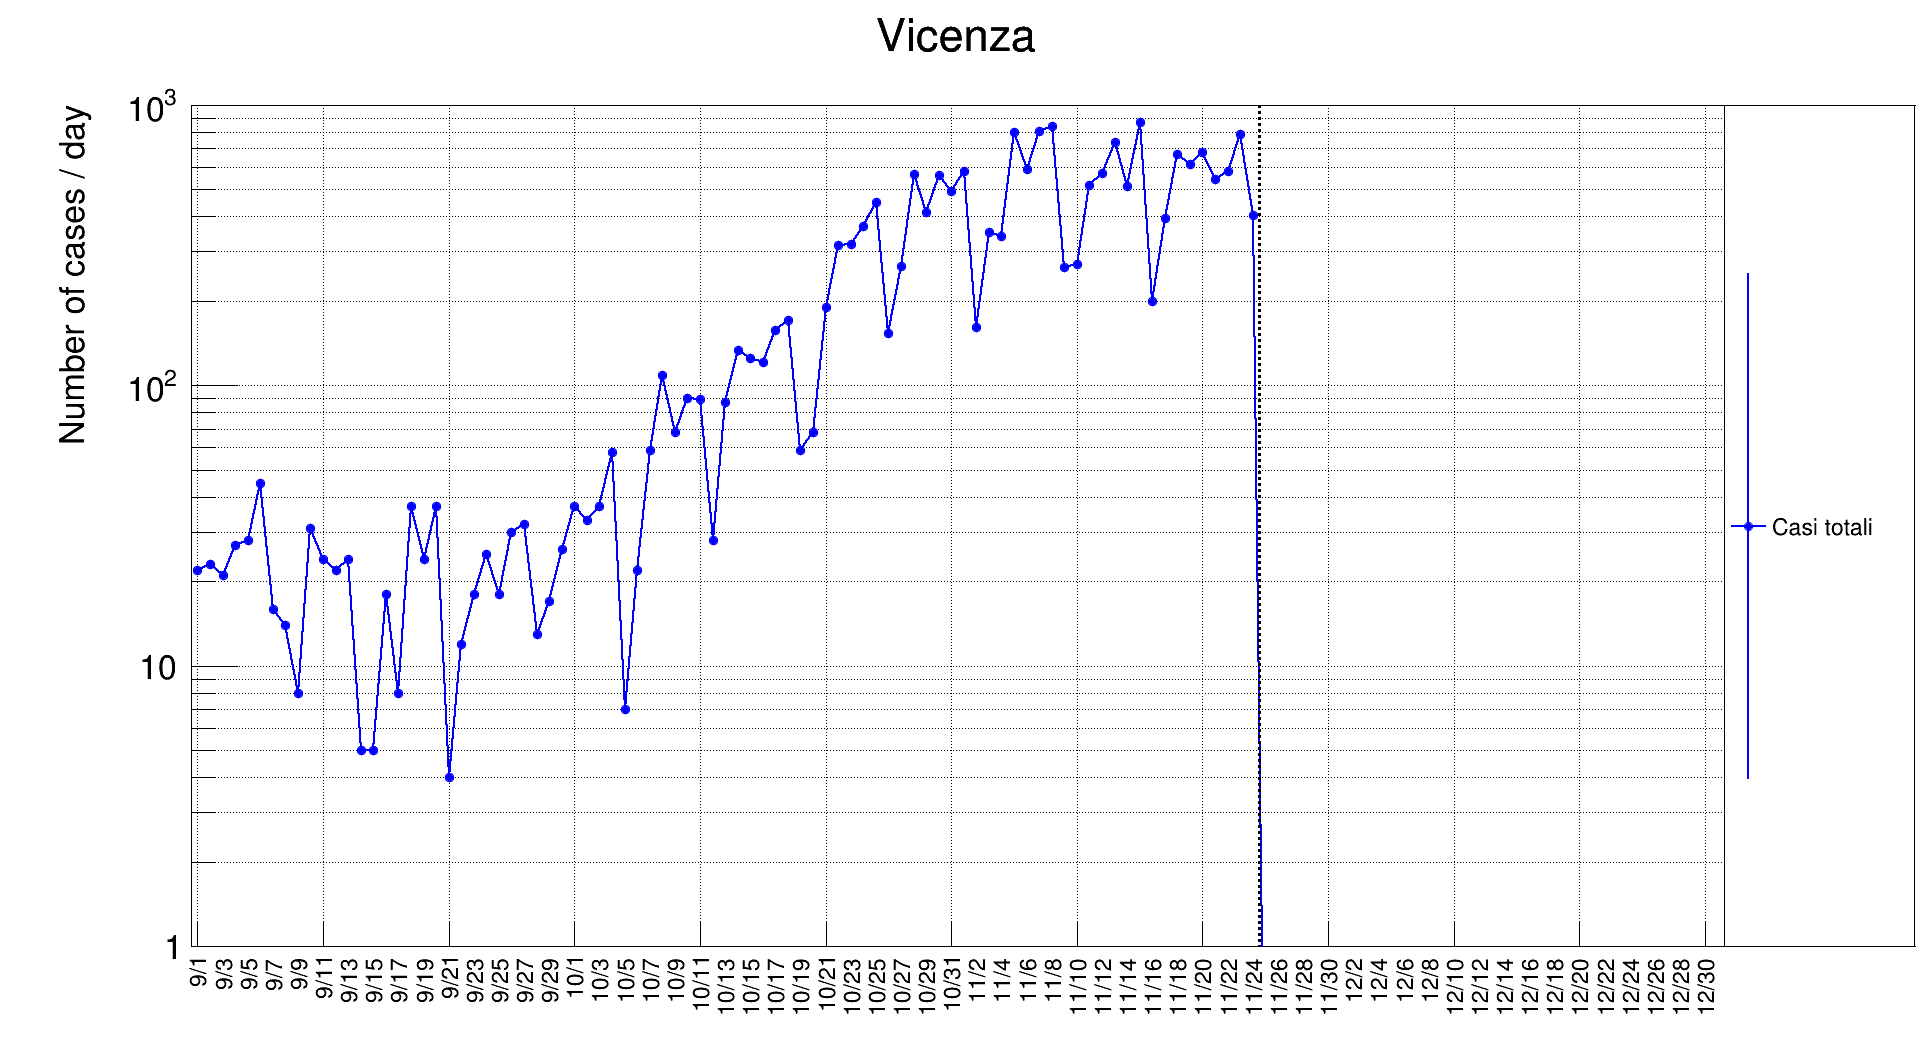 Vicenza
Number of cases / day
10³
10²
10
1
9/1 9/3 9/5 9/7 9/9 9/11 9/13 9/15 9/17 9/19 9/21 9/23 9/25 9/27 9/29 10/1 10/3 10/5 10/7 10/9 10/11 10/13 10/15 10/17 10/19 10/21 10/23 10/25 10/27 10/29 10/31 11/2 11/4 11/6 11/8 11/10 11/12 11/14 11/16 11/18 11/20 11/22 11/24 11/26 11/28 11/30 12/2 12/4 12/6 12/8 12/10 12/12 12/14 12/16 12/18 12/20 12/22 12/24 12/26 12/28 12/30
Casi totali